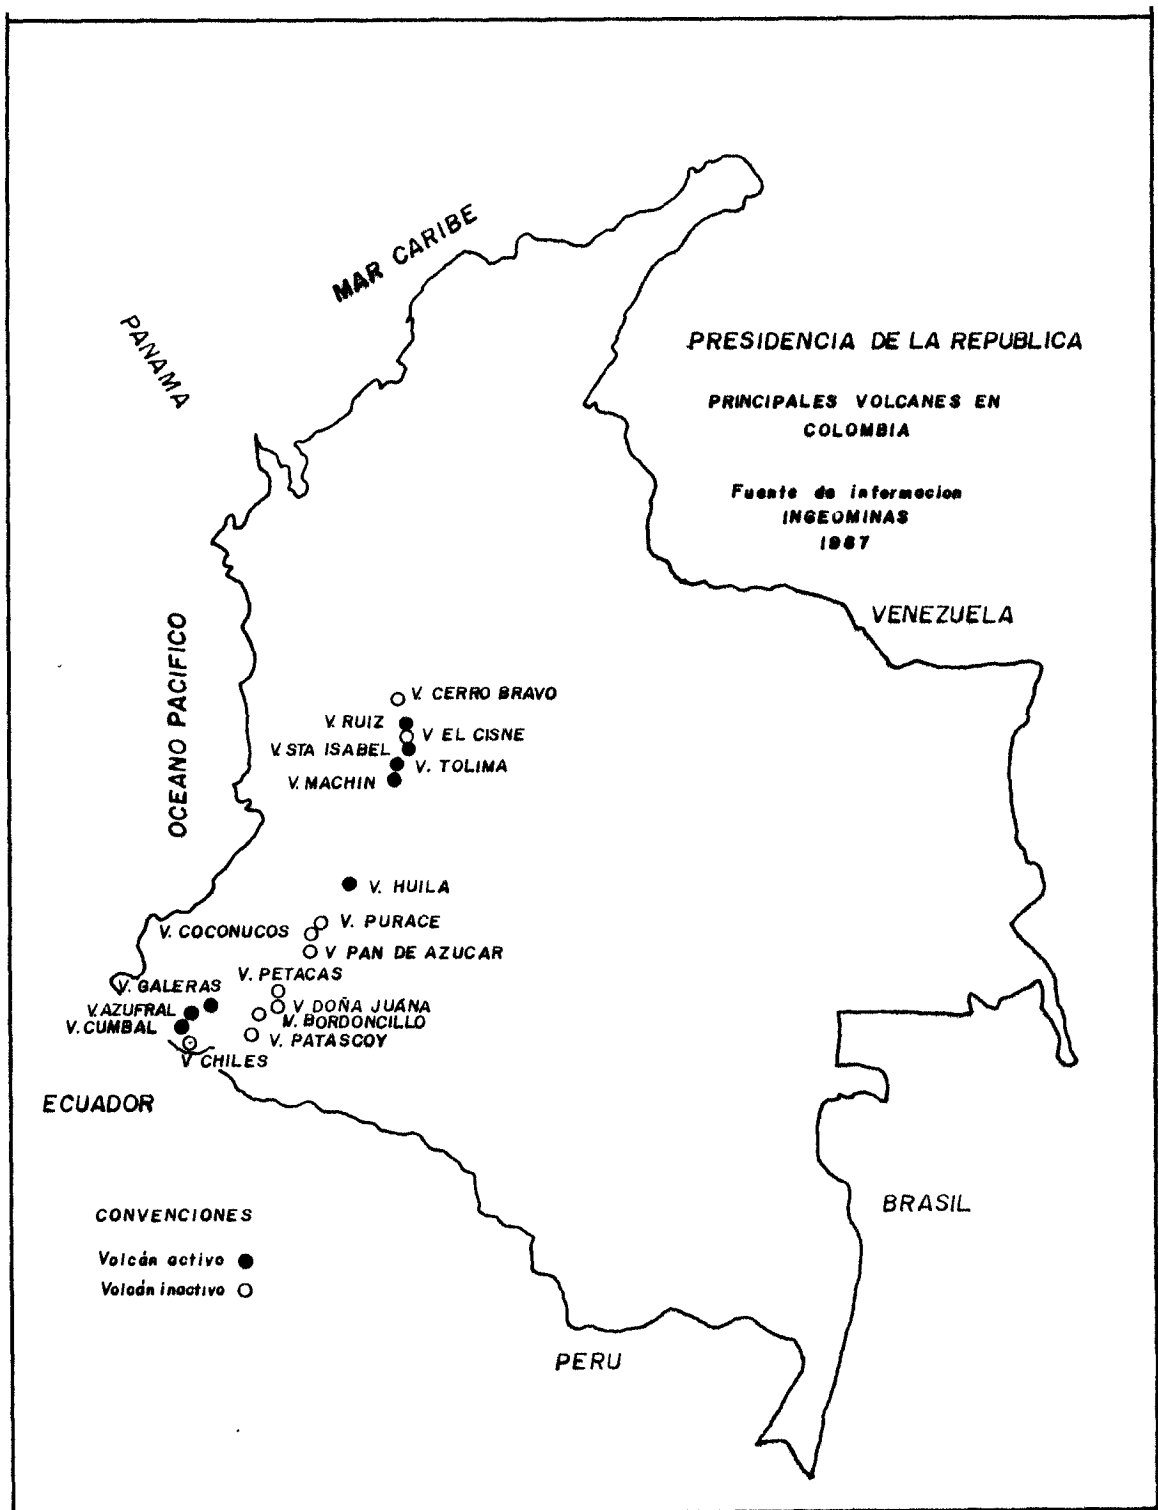 MAR CARIBE
PANAMA
PRESIDENCIA DE LA REPUBLICA
PRINCIPALES VOLCANES EN
COLOMBIA
Fuente de informacion
INGEOMINAS
1987
VENEZUELA
OCEANO PACIFICO
V. CERRO BRAVO
V. RUIZ
V EL CISNE
V. STA ISABEL
V. TOLIMA
V. MACHIN
V. HUILA
V. PURACE
V. COCONUCOS
V PAN DE AZUCAR
V. PETACAS
V. GALERAS
V. AZUFRAL
V DOÑA JUANA
V. BORDONCILLO
V. CUMBAL
V. PATASCOY
V CHILES
ECUADOR
BRASIL
CONVENCIONES
Volcán activo
Volcán inactivo
PERU